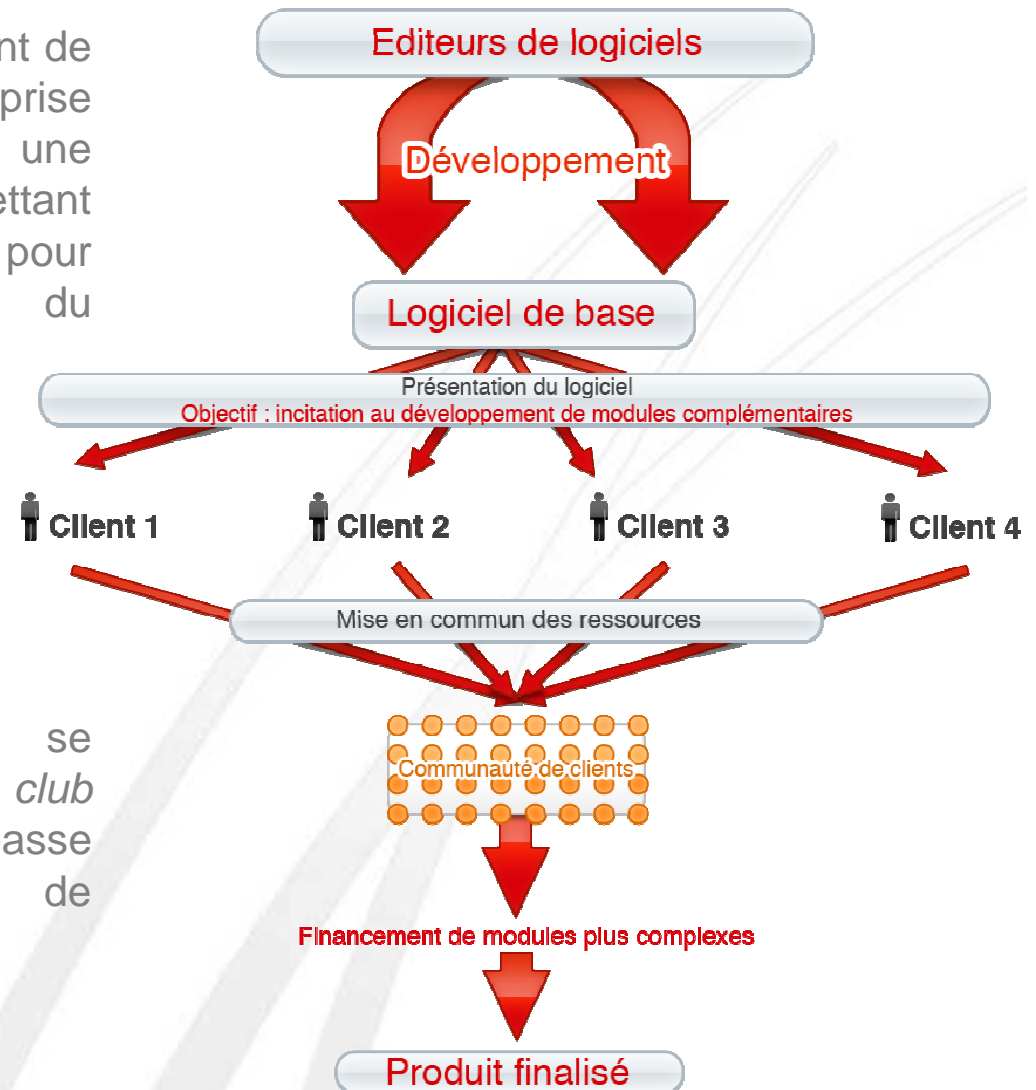 Editeurs de logiciels
nt de
prise
une
ettant
pour
du
Développement
Logiciel de base
Présentation du logiciel
Objectif : incitation au développement de modules complémentaires
Client 1
Client 2
Client 3
Client 4
Mise en commun des ressources
se
club
asse
de
Communauté de clients
Financement de modules plus complexes
Produit finalisé